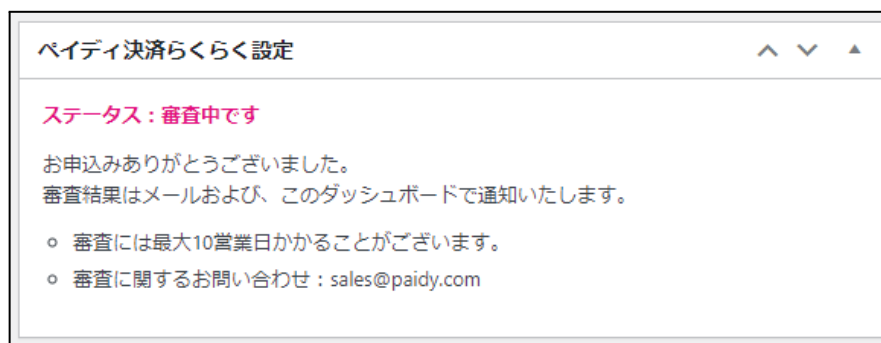 ペイディ決済らくらく設定
ステータス：審査中です
お申込みありがとうございました。
審査結果はメールおよび、このダッシュボードで通知いたします。
審査には最大10営業日かかることがございます。
審査に関するお問い合わせ：sales@paidy.com